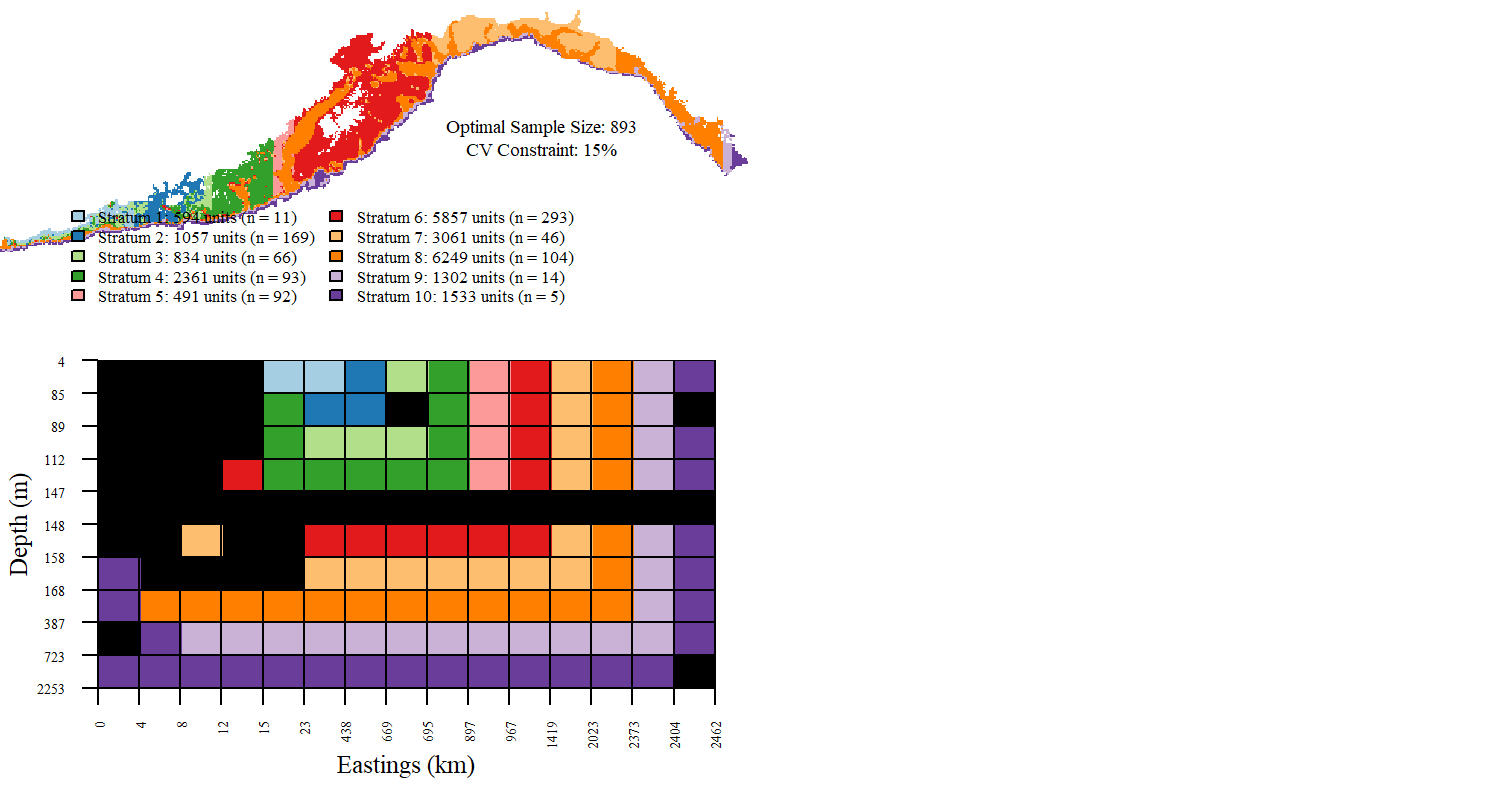 Optimal Sample Size: 893
CV Constraint: 15%
Stratum 1: 594 units (n = 11)
Stratum 2: 1057 units (n = 169)
Stratum 3: 834 units (n = 66)
Stratum 4: 2361 units (n = 93)
Stratum 5: 491 units (n = 92)
Stratum 6: 5857 units (n = 293)
Stratum 7: 3061 units (n = 46)
Stratum 8: 6249 units (n = 104)
Stratum 9: 1302 units (n = 14)
Stratum 10: 1533 units (n = 5)
Depth (m)
4
85
89
112
147
148
158
168
387
723
2253
0 4 8 12 15 23 438 669 695 897 967 1419 2023 2373 2404 2462
Eastings (km)